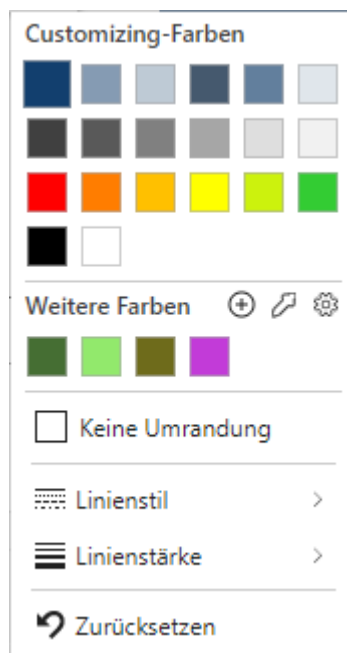 Customizing-Farben
Weitere Farben
Keine Umrandung
Linienstil
Linienstärke
Zurücksetzen